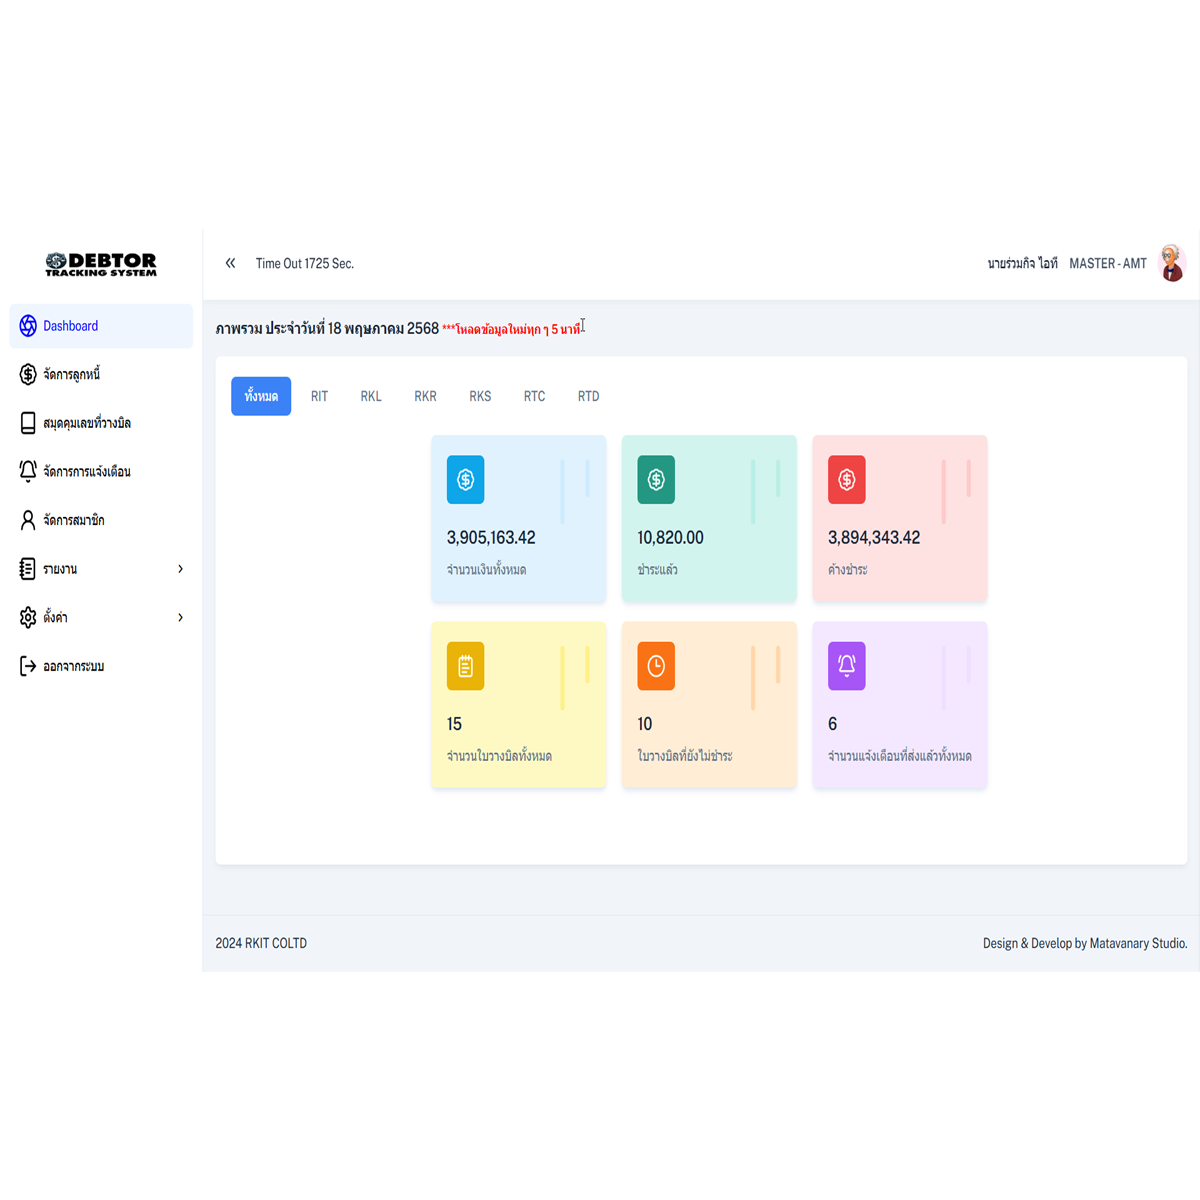 DEBTOR
TRACKING SYSTEM
Dashboard
จัดการลูกหนี้
สมุดคุมเลขที่วางบิล
จัดการการแจ้งเตือน
จัดการสมาชิก
รายงาน
ตั้งค่า
ออกจากระบบ
Time Out 1725 Sec.
นายร่วมกิจ ไอที MASTER - AMT
ภาพรวม ประจำวันที่ 18 พฤษภาคม 2568 ***โหลดข้อมูลใหม่ทุก ๆ 5 นาที
ทั้งหมด RIT RKL RKR RKS RTC RTD
3,905,163.42
จำนวนเงินทั้งหมด
10,820.00
ชำระแล้ว
3,894,343.42
ค้างชำระ
15
จำนวนใบวางบิลทั้งหมด
10
ใบวางบิลที่ยังไม่ชำระ
6
จำนวนแจ้งเตือนที่ส่งแล้วทั้งหมด
2024 RKIT COLTD
Design & Develop by Matavanary Studio.